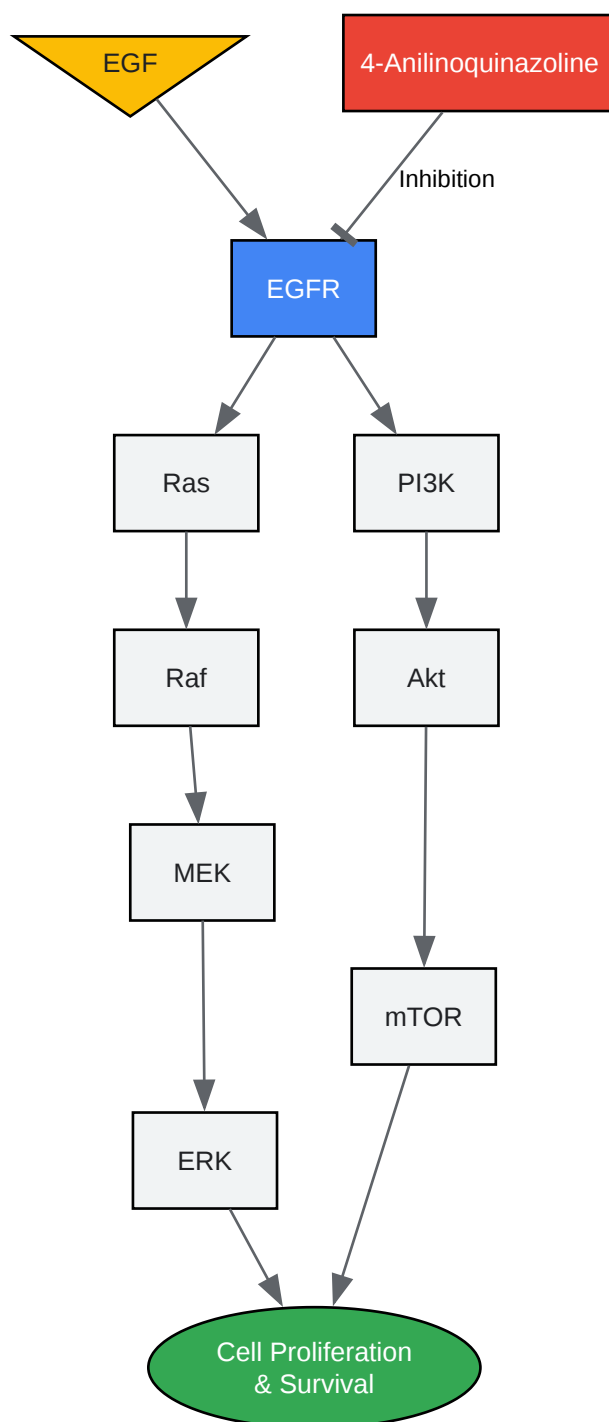 EGF
4-Anilinoquinazoline
Inhibition
EGFR
Ras
PI3K
Raf
Akt
MEK
mTOR
ERK
Cell Proliferation
& Survival